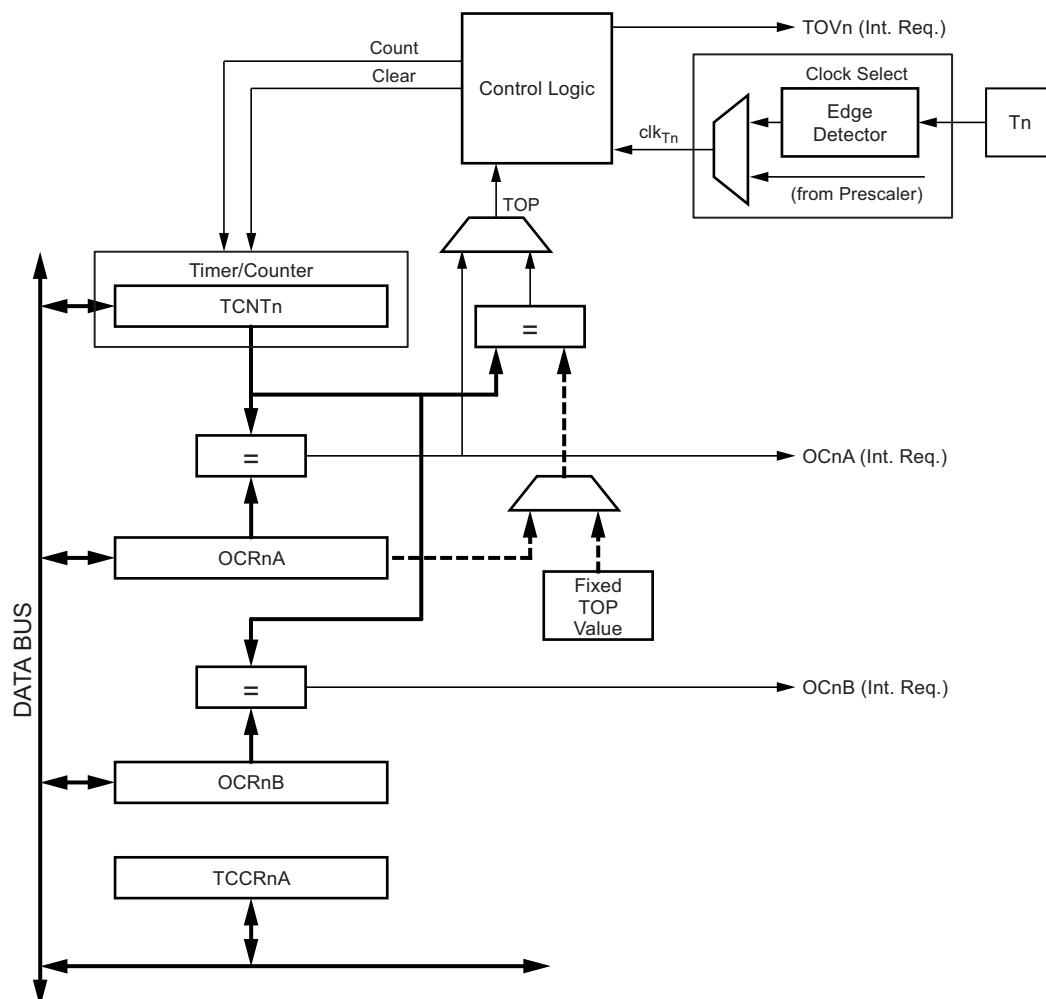 TOVn (Int. Req.)
Count
Clear
Control Logic
Clock Select
Edge
Detector
Tn
clkTn
(from Prescaler)
TOP
Timer/Counter
TCNTn
=
=
OCnA (Int. Req.)
OCRnA
Fixed
TOP
Value
DATA BUS
=
OCnB (Int. Req.)
OCRnB
TCCRnA